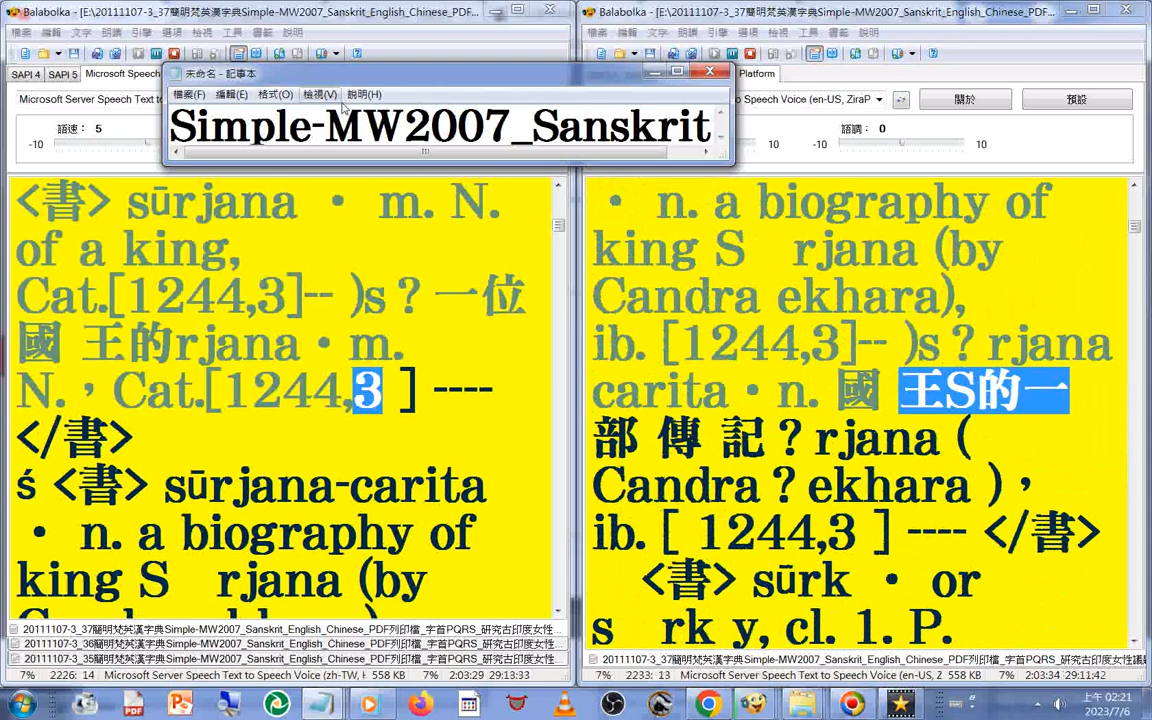 Balabolka - [E:\20111107-3_37簡明梵英漢字典Simple-MW2007_Sanskrit_English_Chinese_PDF...
檔案 編輯 文字 朗讀 引擎 選項 檢視 工具 書籤 說明
SAPI 4 SAPI 5 Microsoft Speech
Microsoft Server Speech Text to
語速： 5
-10
未命名 - 記事本
檔案(F) 編輯(E) 格式(O) 檢視(V) 說明(H)
Simple-MW2007_Sanskrit
<書> sūrjana • m. N.
of a king,
Cat.[1244,3]-- )s？一位
國 王的rjana•m.
N.，Cat.[1244,3 ] ----
</書>
ś <書> sūrjana-carita
• n. a biography of
king S rjana (by
20111107-3_37簡明梵英漢字典Simple-MW2007_Sanskrit_English_Chinese_PDF列印檔_字首PQRS_研究古印度女性...
20111107-3_36簡明梵英漢字典Simple-MW2007_Sanskrit_English_Chinese_PDF列印檔_字首PQRS_研究古印度女性...
20111107-3_35簡明梵英漢字典Simple-MW2007_Sanskrit_English_Chinese_PDF列印檔_字首PQRS_研究古印度女性...
7% 2226: 14 Microsoft Server Speech Text to Speech Voice (zh-TW, H 558 KB 7% 2:03:29 29:13:33
Balabolka - [E:\20111107-3_37簡明梵英漢字典Simple-MW2007_Sanskrit_English_Chinese_PDF...
檔案 編輯 文字 朗讀 引擎 選項 檢視 工具 書籤 說明
Platform
Speech Voice (en-US, ZiraP
關於
預設
10
語調： 0
-10
10
• n. a biography of
king S rjana (by
Candra ekhara),
ib. [1244,3]-- )s？rjana
carita•n. 國 王S的一
部 傳 記？rjana (
Candra？ekhara )，
ib. [ 1244,3 ] ---- </書>
<書> sūrk • or
s rk y, cl. 1. P.
20111107-3_37簡明梵英漢字典Simple-MW2007_Sanskrit_English_Chinese_PDF列印檔_字首PQRS_研究古印度女性議
7% 2233: 13 Microsoft Server Speech Text to Speech Voice (en-US, Z 558 KB 7% 2:04:34 29:11:42
上午 02:21
2023/7/6